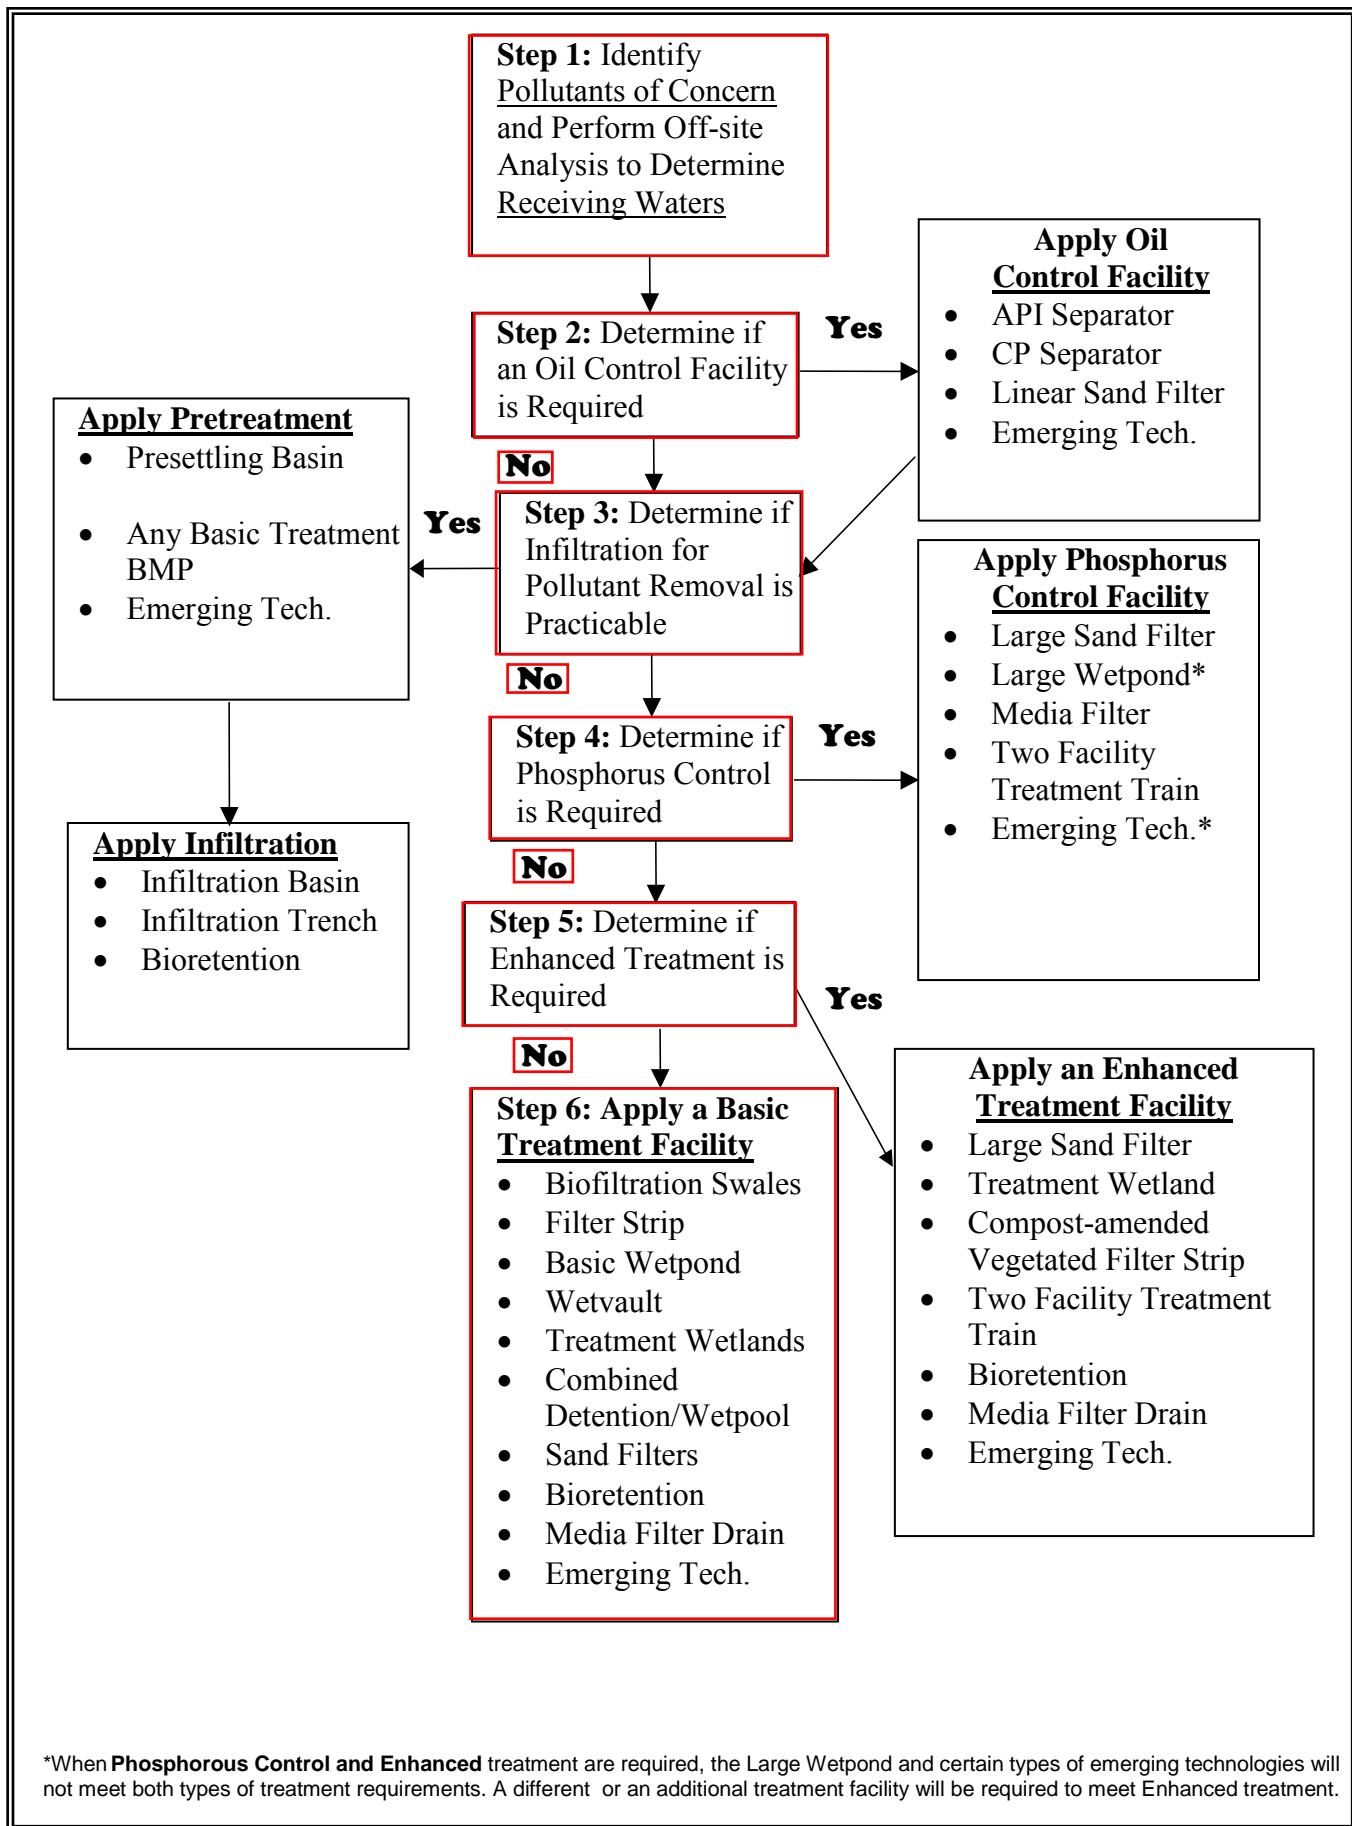 Step 1: Identify
Pollutants of Concern
and Perform Off-site
Analysis to Determine
Receiving Waters
Apply Oil
Control Facility
• API Separator
• CP Separator
• Linear Sand Filter
• Emerging Tech.
Yes
Step 2: Determine if
an Oil Control Facility
is Required
No
Apply Pretreatment
• Presettling Basin
• Any Basic Treatment
BMP
• Emerging Tech.
Yes
Step 3: Determine if
Infiltration for
Pollutant Removal is
Practicable
No
Apply Phosphorus
Control Facility
• Large Sand Filter
• Large Wetpond*
• Media Filter
• Two Facility
Treatment Train
• Emerging Tech.*
Step 4: Determine if
Phosphorus Control
is Required
Yes
No
Apply Infiltration
• Infiltration Basin
• Infiltration Trench
• Bioretention
Step 5: Determine if
Enhanced Treatment is
Required
Yes
No
Apply an Enhanced
Treatment Facility
• Large Sand Filter
• Treatment Wetland
• Compost-amended
Vegetated Filter Strip
• Two Facility Treatment
Train
• Bioretention
• Media Filter Drain
• Emerging Tech.
Step 6: Apply a Basic
Treatment Facility
• Biofiltration Swales
• Filter Strip
• Basic Wetpond
• Wetvault
• Treatment Wetlands
• Combined
Detention/Wetpool
• Sand Filters
• Bioretention
• Media Filter Drain
• Emerging Tech.
*When Phosphorous Control and Enhanced treatment are required, the Large Wetpond and certain types of emerging technologies will
not meet both types of treatment requirements. A different or an additional treatment facility will be required to meet Enhanced treatment.